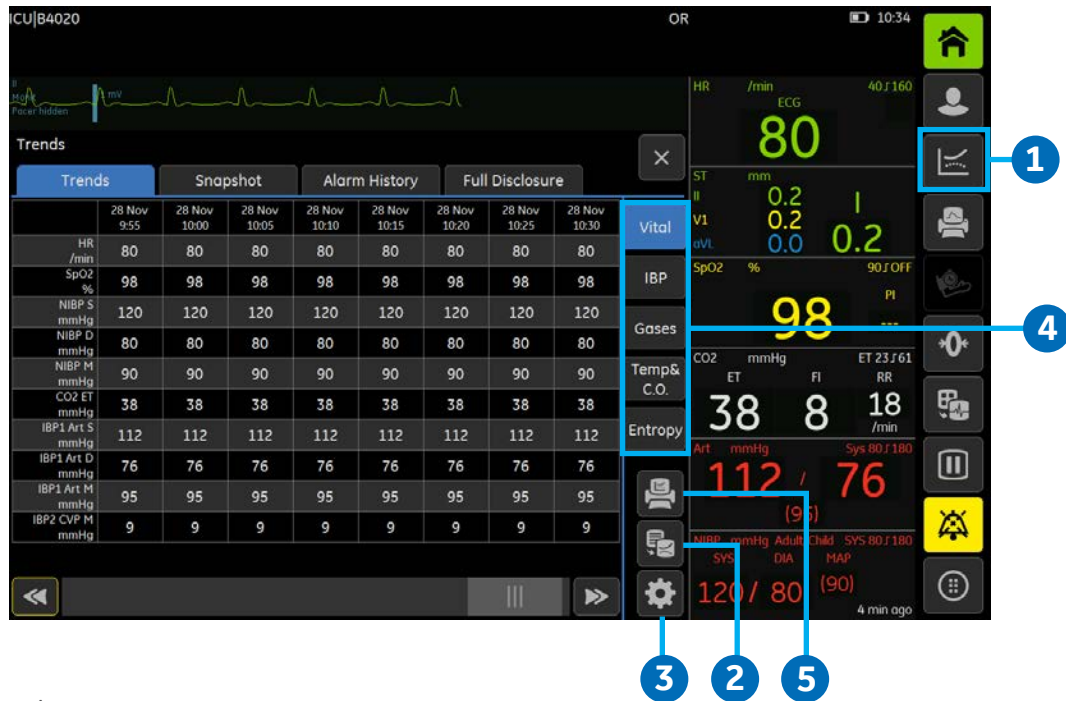 ICU|B4020 OR 10:34
II
mV
Monit
Pacer hidden
Trends
Trends Snapshot Alarm History Full Disclosure
28 Nov 28 Nov 28 Nov 28 Nov 28 Nov 28 Nov 28 Nov 28 Nov
9:55 10:00 10:05 10:10 10:15 10:20 10:25 10:30
HR
/min
80 80 80 80 80 80 80 80
SpO2
%
98 98 98 98 98 98 98 98
NIBP S
mmHg
120 120 120 120 120 120 120 120
NIBP D
mmHg
80 80 80 80 80 80 80 80
NIBP M
mmHg
90 90 90 90 90 90 90 90
CO2 ET
mmHg
38 38 38 38 38 38 38 38
IBP1 Art S
mmHg
112 112 112 112 112 112 112 112
IBP1 Art D
mmHg
76 76 76 76 76 76 76 76
IBP1 Art M
mmHg
95 95 95 95 95 95 95 95
IBP2 CVP M
mmHg
9 9 9 9 9 9 9 9
Vital
IBP
Gases
Temp&
C.O.
Entropy
HR /min 40 160
ECG
80
ST mm
II 0.2
V1 0.2
aVL 0.0
0.2
SpO2 % 90 OFF
98
PI
---
CO2 mmHg ET 23 61
ET FI RR
38 8 18
/min
Art mmHg Sys 80 180
112 / 76
(95)
NIBP mmHg Adult/Child SYS 80 180
SYS DIA MAP
120 / 80 (90)
4 min ago
0
1
4
3 2 5